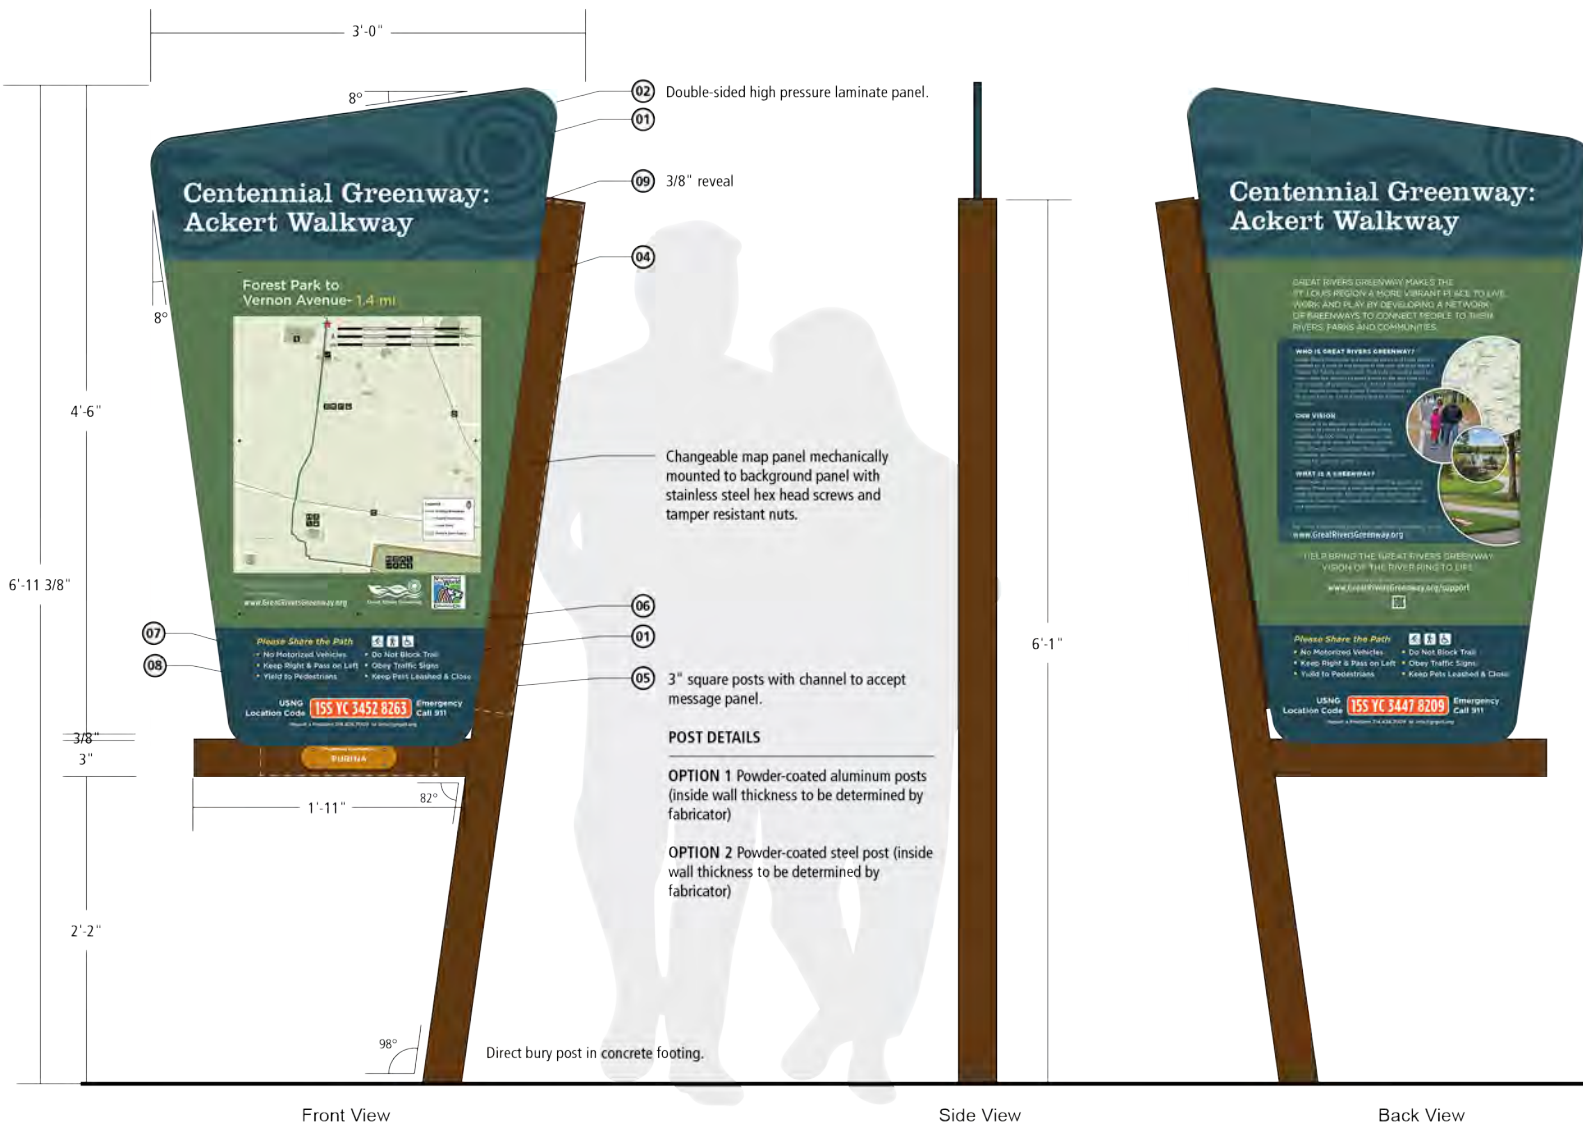 3'-0"
8°
02 Double-sided high pressure laminate panel.
01
09 3/8" reveal
04
Centennial Greenway:
Ackert Walkway
Forest Park to
Vernon Avenue- 1.4 mi
8°
4'-6"
6'-11 3/8"
Changeable map panel mechanically
mounted to background panel with
stainless steel hex head screws and
tamper resistant nuts.
www.GreatRiversGreenway.org
06
07
01
08
Please Share the Path
• No Motorized Vehicles
• Keep Right & Pass on Left
• Yield to Pedestrians
• Do Not Block Trail
• Obey Traffic Signs
• Keep Pets Leashed & Close
USNG
Location Code
15S YC 3452 8263
Emergency
Call 911
05 3" square posts with channel to accept
message panel.
POST DETAILS
OPTION 1 Powder-coated aluminum posts
(inside wall thickness to be determined by
fabricator)
OPTION 2 Powder-coated steel post (inside
wall thickness to be determined by
fabricator)
3/8"
3"
PURINA
1'-11"
82°
2'-2"
98°
Direct bury post in concrete footing.
Front View
6'-1"
Side View
Centennial Greenway:
Ackert Walkway
GREAT RIVERS GREENWAY MAKES THE
ST. LOUIS REGION A MORE VIBRANT PLACE TO LIVE,
WORK AND PLAY BY DEVELOPING A NETWORK
OF GREENWAYS TO CONNECT PEOPLE TO THEIR
RIVERS, PARKS AND COMMUNITIES.
WHO IS GREAT RIVERS GREENWAY?
OUR VISION
WHAT IS A GREENWAY?
www.GreatRiversGreenway.org
HELP BRING THE GREAT RIVERS GREENWAY
VISION OF THE RIVER RING TO LIFE
www.GreatRiversGreenway.org/support
Please Share the Path
• No Motorized Vehicles
• Keep Right & Pass on Left
• Yield to Pedestrians
• Do Not Block Trail
• Obey Traffic Signs
• Keep Pets Leashed & Close
USNG
Location Code
15S YC 3447 8209
Emergency
Call 911
Back View